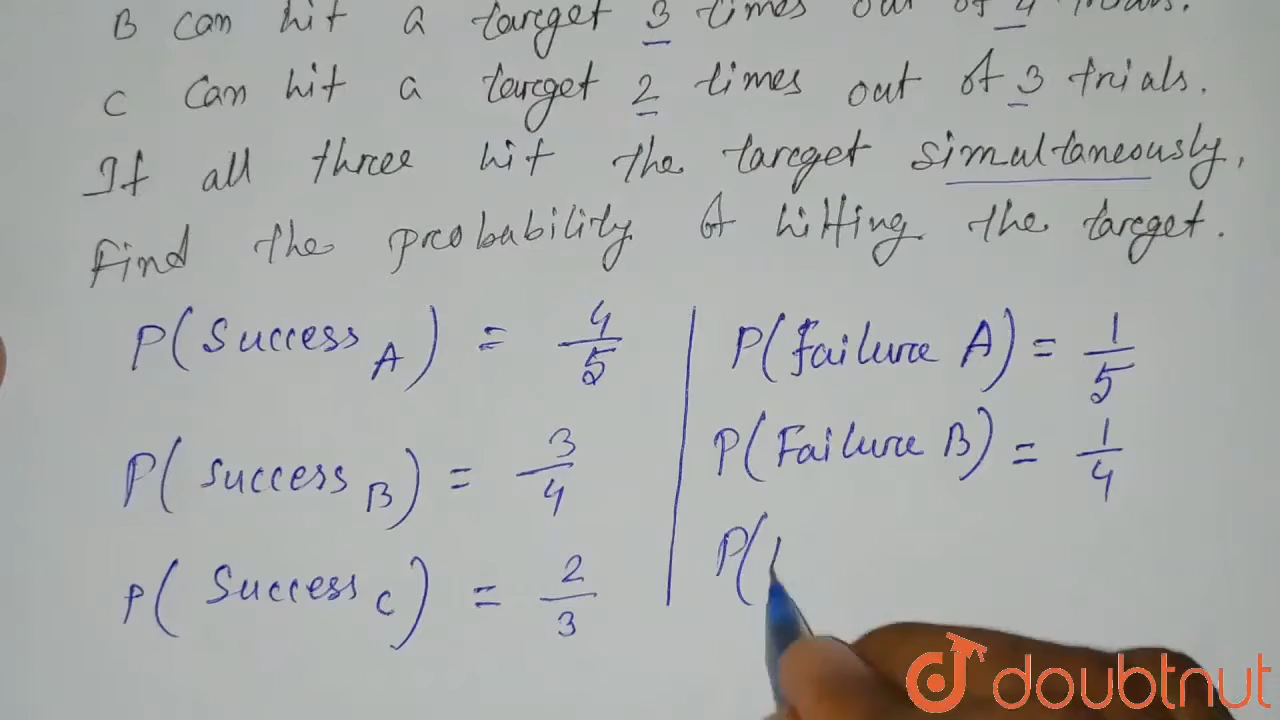 B can hit a target 3 times out of 4 trials.
C can hit a target 2 times out of 3 trials.
If all three hit the target simultaneously,
find the probability of hitting the target.
P(Success A) = 4/5
P(Success B) = 3/4
P(Success C) = 2/3
P(failure A) = 1/5
P(Failure B) = 1/4
P(
doubtnut